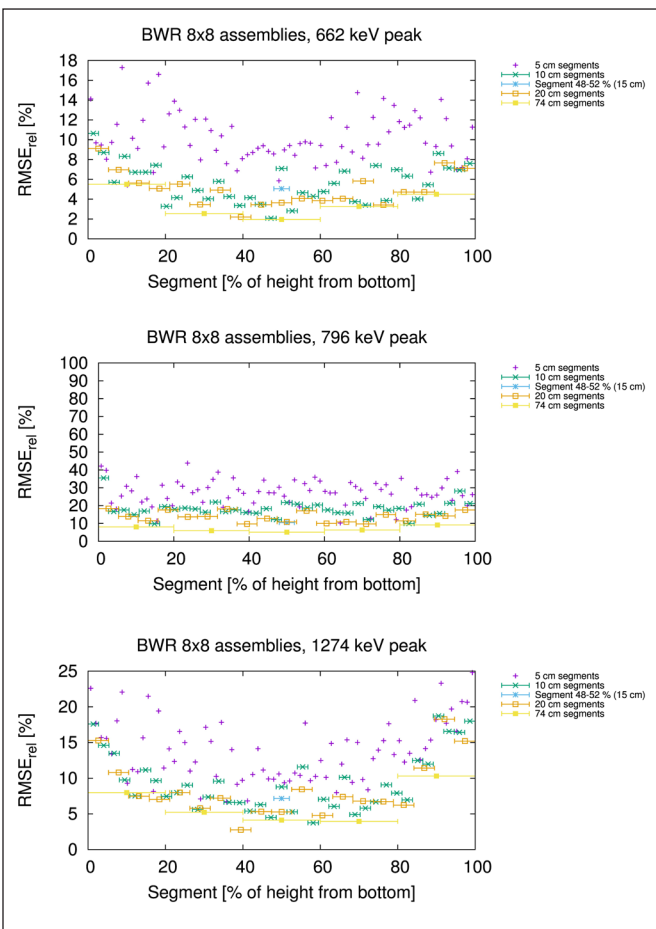 BWR 8x8 assemblies, 662 keV peak
18
16
14
12
10
8
6
4
2
0
RMSErel [%]
0 20 40 60 80 100
Segment [% of height from bottom]
5 cm segments
10 cm segments
Segment 48-52 % (15 cm)
20 cm segments
74 cm segments
BWR 8x8 assemblies, 796 keV peak
100
90
80
70
60
50
40
30
20
10
0
RMSErel [%]
0 20 40 60 80 100
Segment [% of height from bottom]
5 cm segments
10 cm segments
Segment 48-52 % (15 cm)
20 cm segments
74 cm segments
BWR 8x8 assemblies, 1274 keV peak
25
20
15
10
5
0
RMSErel [%]
0 20 40 60 80 100
Segment [% of height from bottom]
5 cm segments
10 cm segments
Segment 48-52 % (15 cm)
20 cm segments
74 cm segments